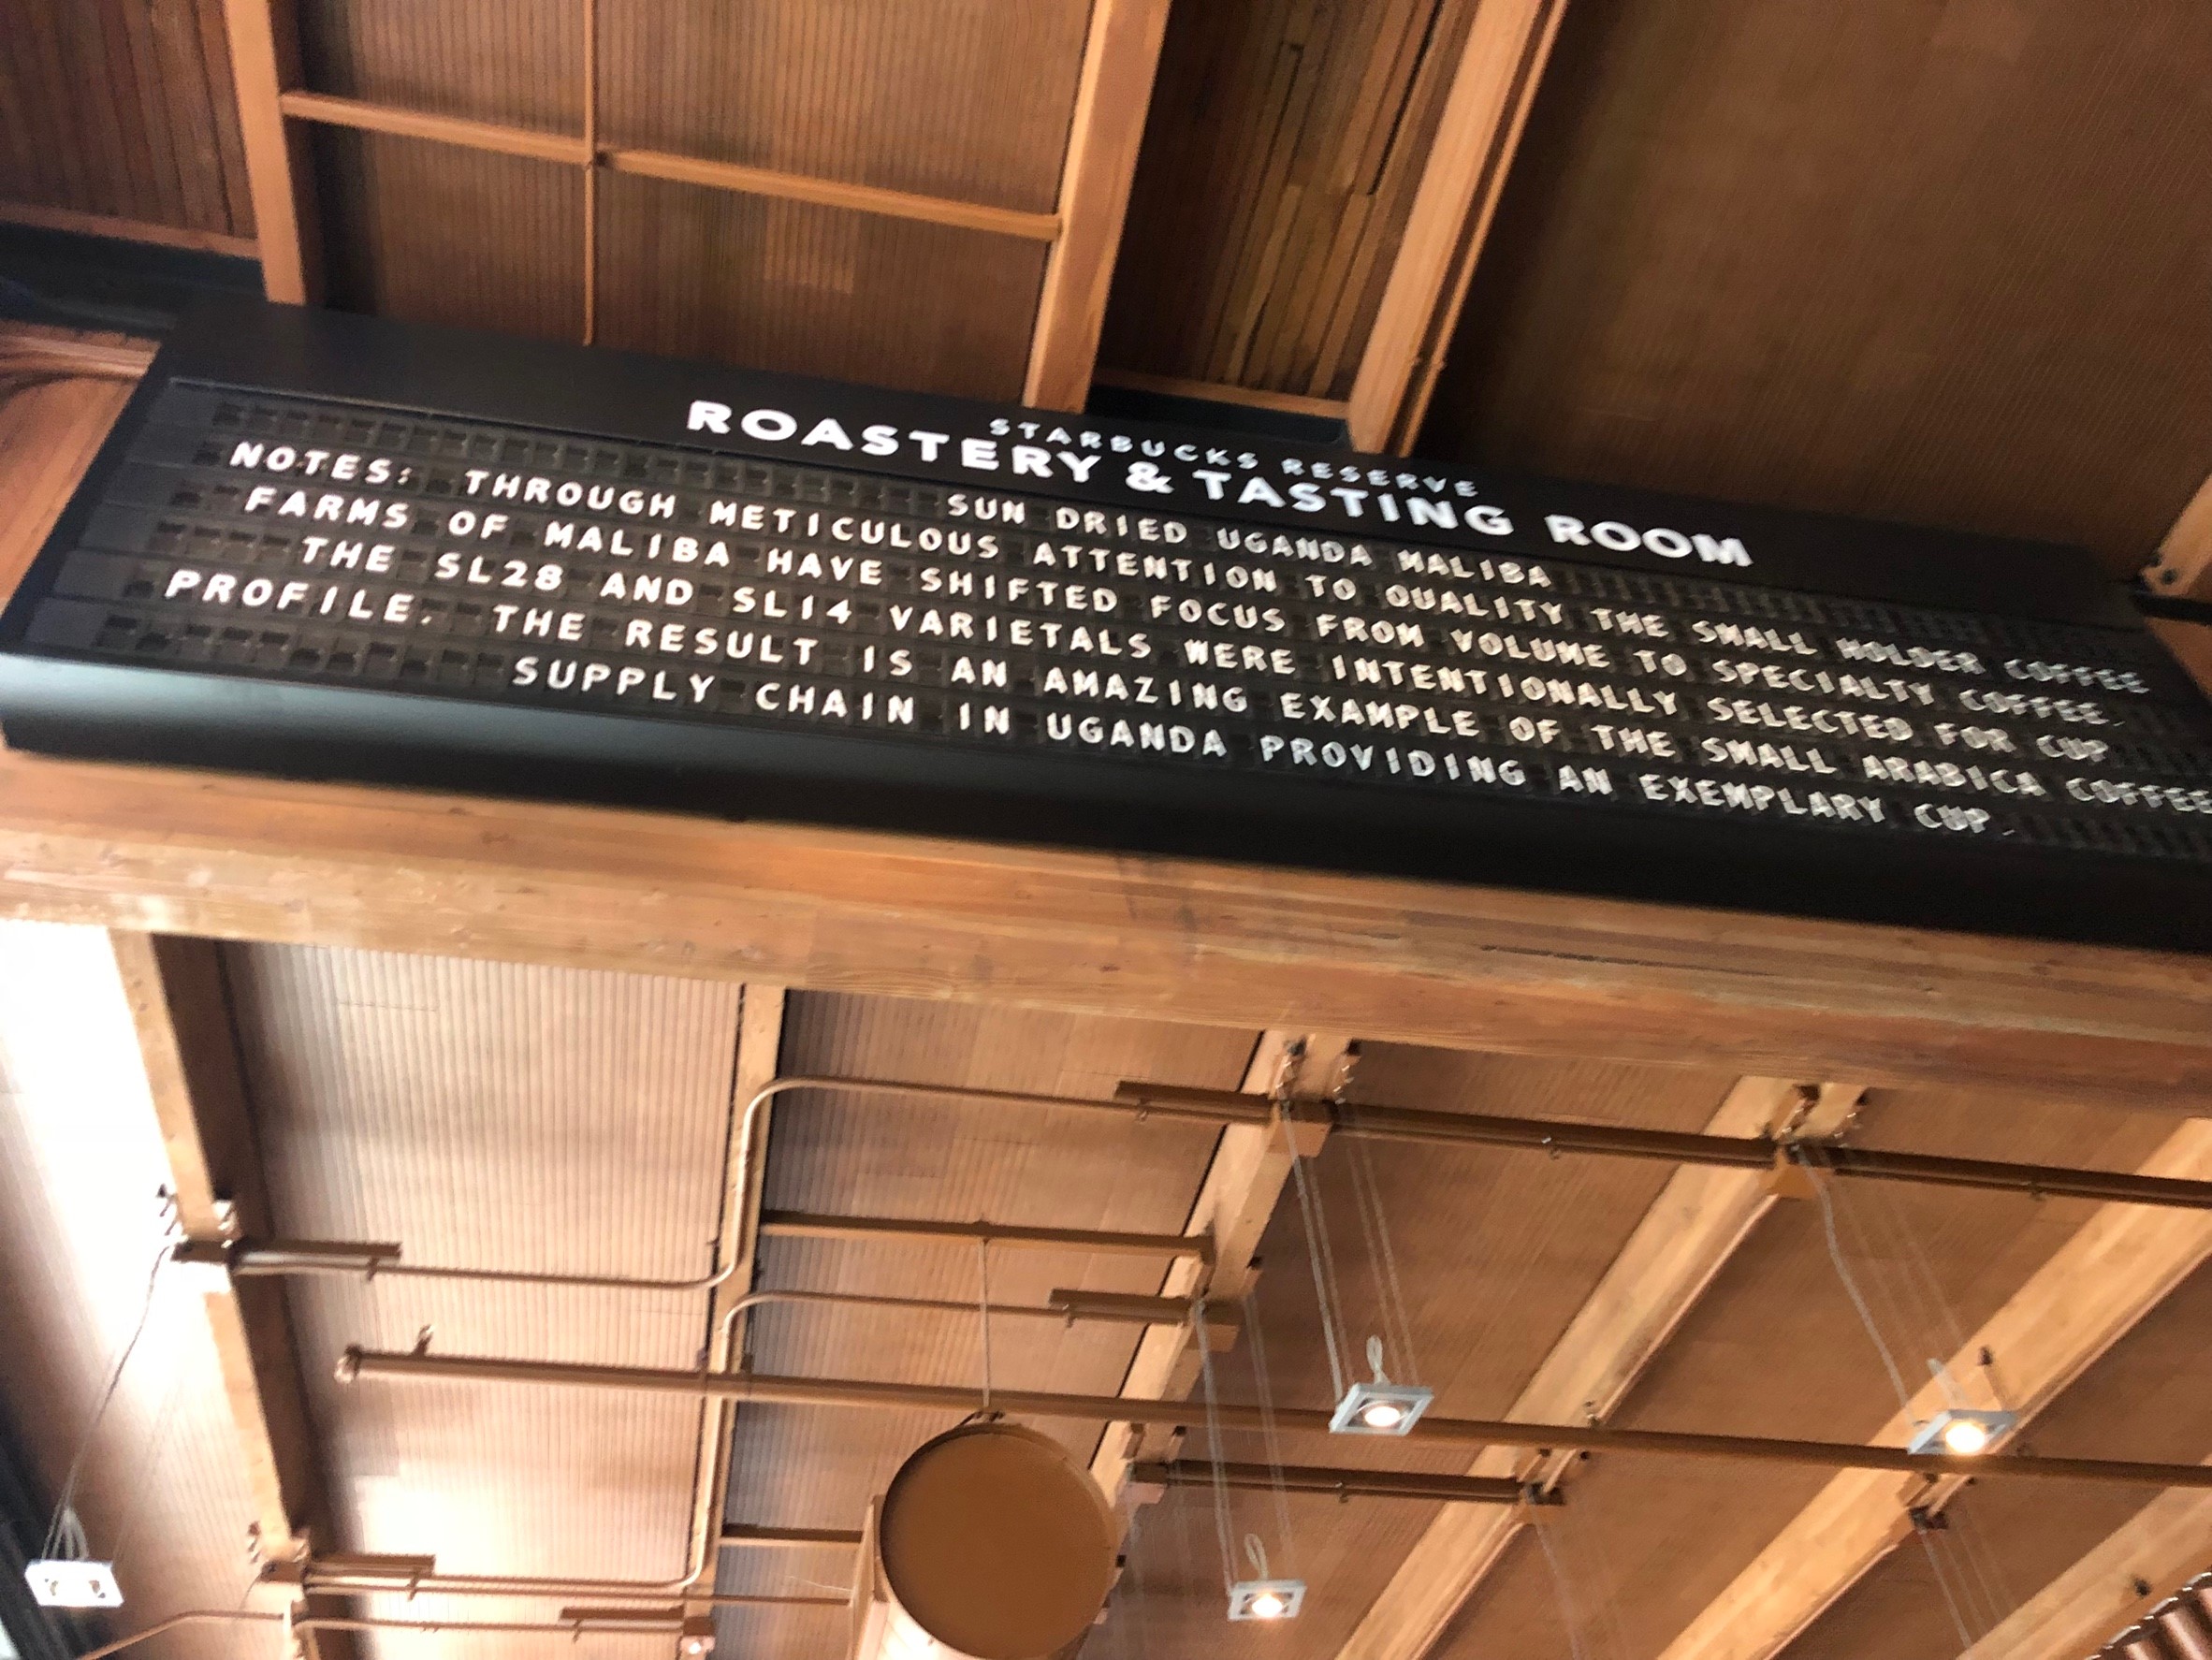 STARBUCKS RESERVE
ROASTERY & TASTING ROOM
SUN DRIED UGANDA MALIBA
NOTES: THROUGH METICULOUS ATTENTION TO QUALITY THE SMALL HOLDER COFFEE
FARMS OF MALIBA HAVE SHIFTED FOCUS FROM VOLUME TO SPECIALTY COFFEE.
THE SL28 AND SL14 VARIETALS WERE INTENTIONALLY SELECTED FOR CUP
PROFILE. THE RESULT IS AN AMAZING EXAMPLE OF THE SMALL ARABICA COFFEE
SUPPLY CHAIN IN UGANDA PROVIDING AN EXEMPLARY CUP.